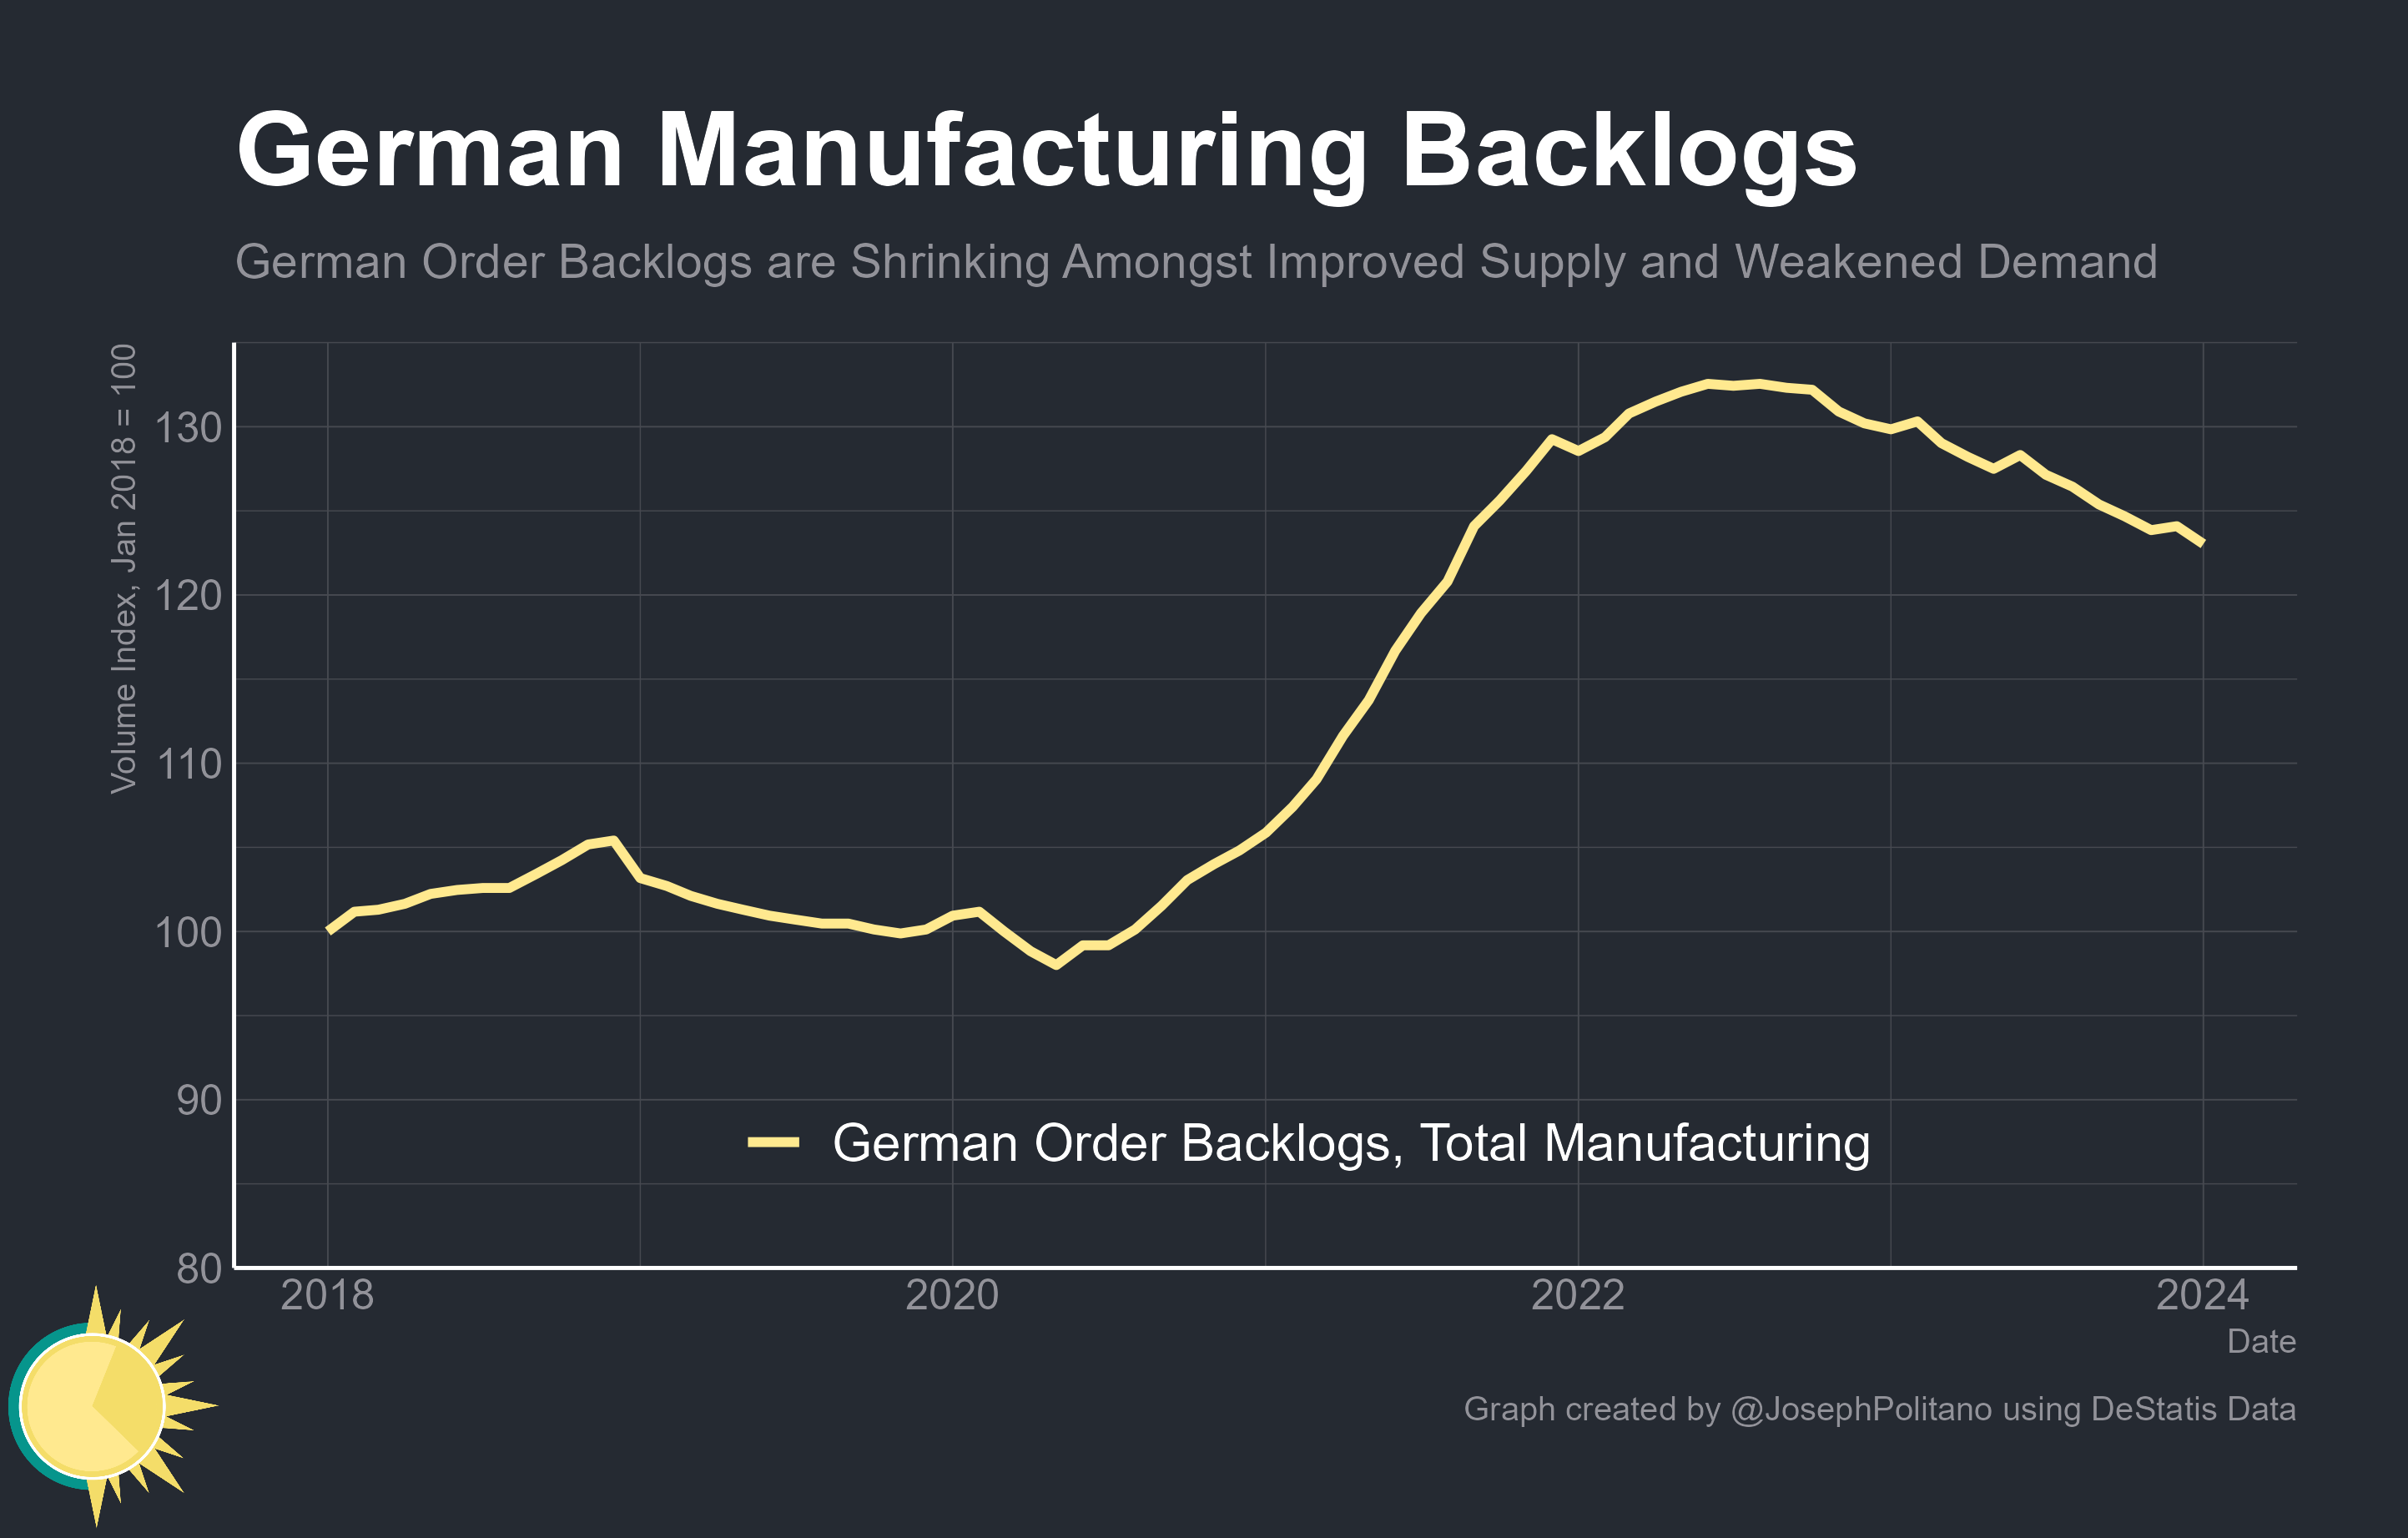 German Manufacturing Backlogs
German Order Backlogs are Shrinking Amongst Improved Supply and Weakened Demand
Volume Index, Jan 2018 = 100
130
120
110
100
90
80
German Order Backlogs, Total Manufacturing
2018 2020 2022 2024
Date
Graph created by @JosephPolitano using DeStatis Data